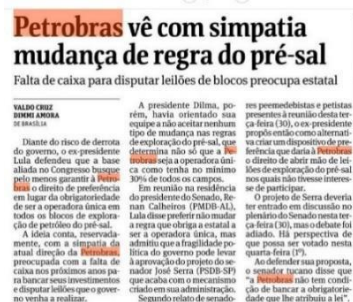 Petrobras vê com simpatia
mudança de regra do pré-sal
Falta de caixa para disputar leilões de blocos preocupa estatal
VALDO CRUZ
DIMMI AMORA
DE BRASÍLIA
Diante do risco de derrota
do governo, o ex-presidente
Lula defendeu que a base
aliada no Congresso busque
pelo menos garantir à Petro-
bras o direito de preferência
em lugar da obrigatoriedade
de ser a operadora única em
todos os blocos de explora-
ção de petróleo do pré-sal.
A ideia conta, reservada-
mente, com a simpatia da
atual direção da Petrobras,
preocupada com a falta de
caixa nos próximos anos pa-
ra bancar seus investimentos
e disputar leilões que o gover-
no venha a realizar.
A presidente Dilma, po-
rém, havia orientado sua
equipe a não aceitar nenhum
tipo de mudança nas regras
de exploração do pré-sal, que
determina não só que a Pe-
trobras seja a operadora úni-
ca como tenha no mínimo
30% de todos os campos.
Em reunião na residência
do presidente do Senado, Re-
nan Calheiros (PMDB-AL),
Lula disse preferir não mudar
a regra que obriga a estatal a
ser a operadora única, mas
admitiu que a fragilidade po-
lítica do governo pode levar
à aprovação do projeto do se-
nador José Serra (PSDB-SP)
que acaba com o mecanismo
criado em sua administração.
Segundo relato de senado-
res peemedebistas e petistas
presentes à reunião desta ter-
ça-feira (30), o ex-presidente
propôs então como alternati-
va criar um dispositivo de pre-
ferência que daria à Petrobras
o direito de abrir mão de lei-
lões de exploração do pré-sal
nos quais não tivesse interes-
se de participar.
O projeto de Serra deveria
ter entrado em discussão no
plenário do Senado nesta ter-
ça-feira (30), mas o debate foi
adiado. Há perspectiva de
que possa ser votado nesta
quarta-feira (1º).
Ao defender sua proposta,
o senador tucano disse que
a "Petrobras não tem condi-
ção de bancar a obrigatorie-
dade que lhe atribui a lei".